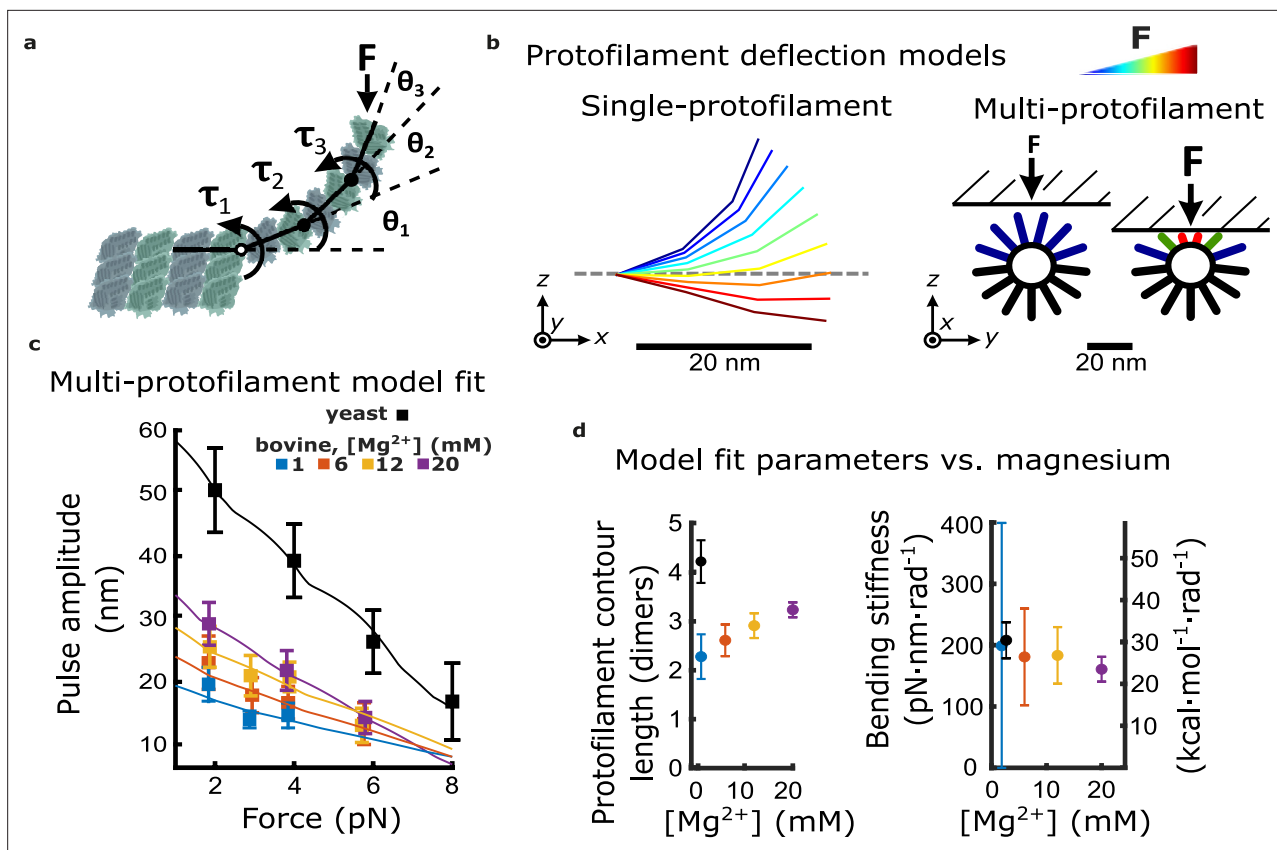 a
F
θ3
θ2
θ1
τ3
τ2
τ1
b
Protofilament deflection models
F
Single-protofilament
Multi-protofilament
F
F
z
y
x
20 nm
z
x
y
20 nm
c
Multi-protofilament model fit
yeast
bovine, [Mg²⁺] (mM)
1 6 12 20
Pulse amplitude
(nm)
60
50
40
30
20
10
2 4 6 8
Force (pN)
d
Model fit parameters vs. magnesium
Protofilament contour
length (dimers)
5
4
3
2
1
0
0 10 20
[Mg²⁺] (mM)
Bending stiffness
(pN·nm·rad⁻¹)
400
300
200
100
0
0 10 20
[Mg²⁺] (mM)
50
40
30
20
10
(kcal·mol⁻¹·rad⁻¹)